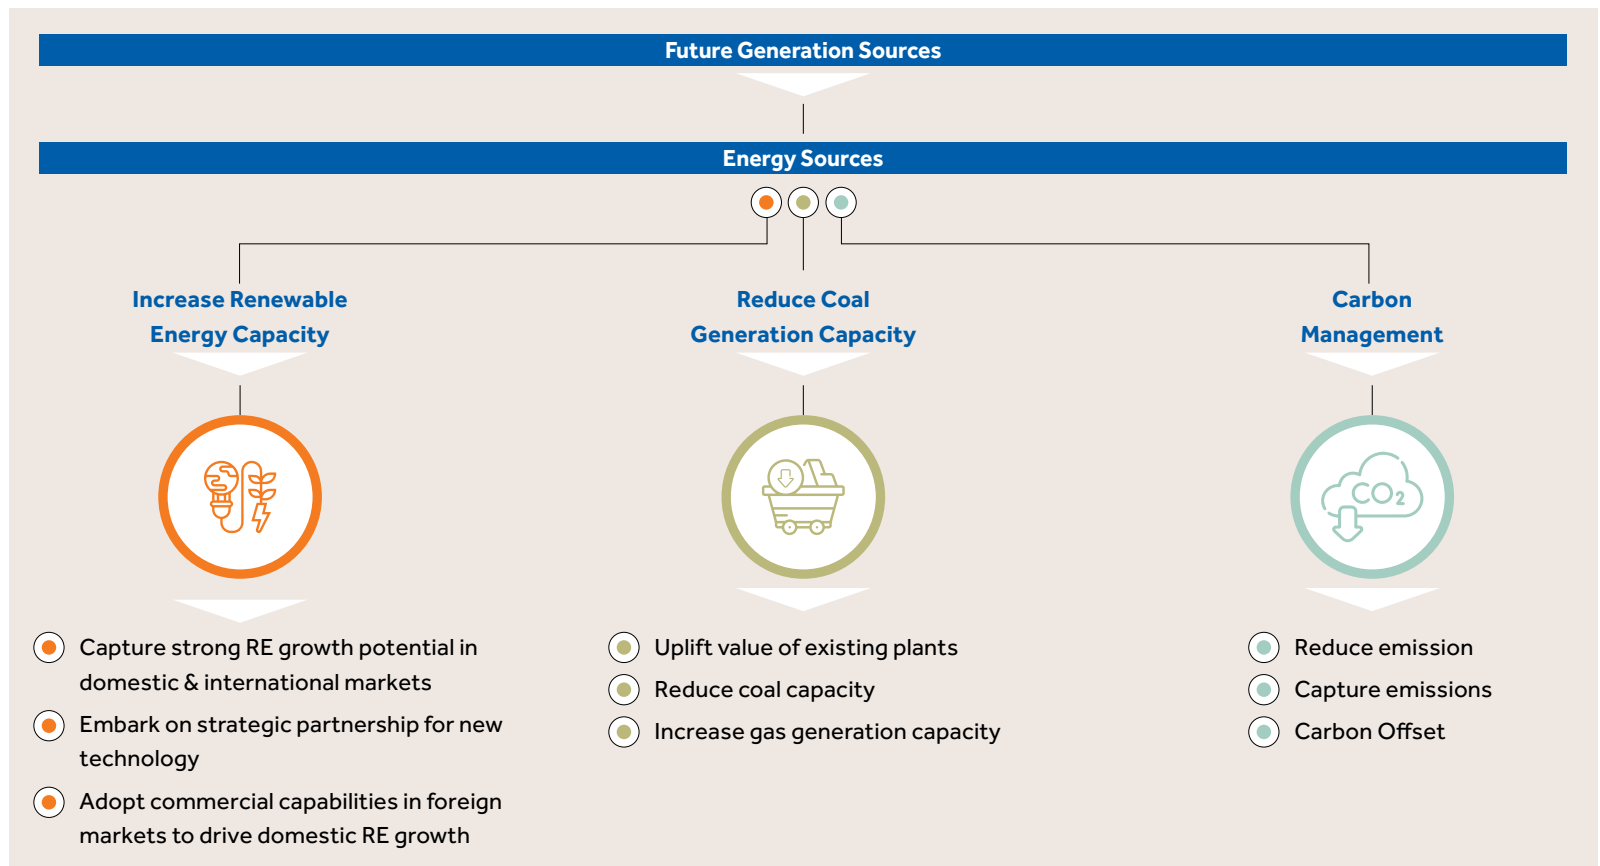 Future Generation Sources
Energy Sources
Increase Renewable
Energy Capacity
Capture strong RE growth potential in
domestic & international markets
Embark on strategic partnership for new
technology
Adopt commercial capabilities in foreign
markets to drive domestic RE growth
Reduce Coal
Generation Capacity
Uplift value of existing plants
Reduce coal capacity
Increase gas generation capacity
Carbon
Management
CO₂
Reduce emission
Capture emissions
Carbon Offset